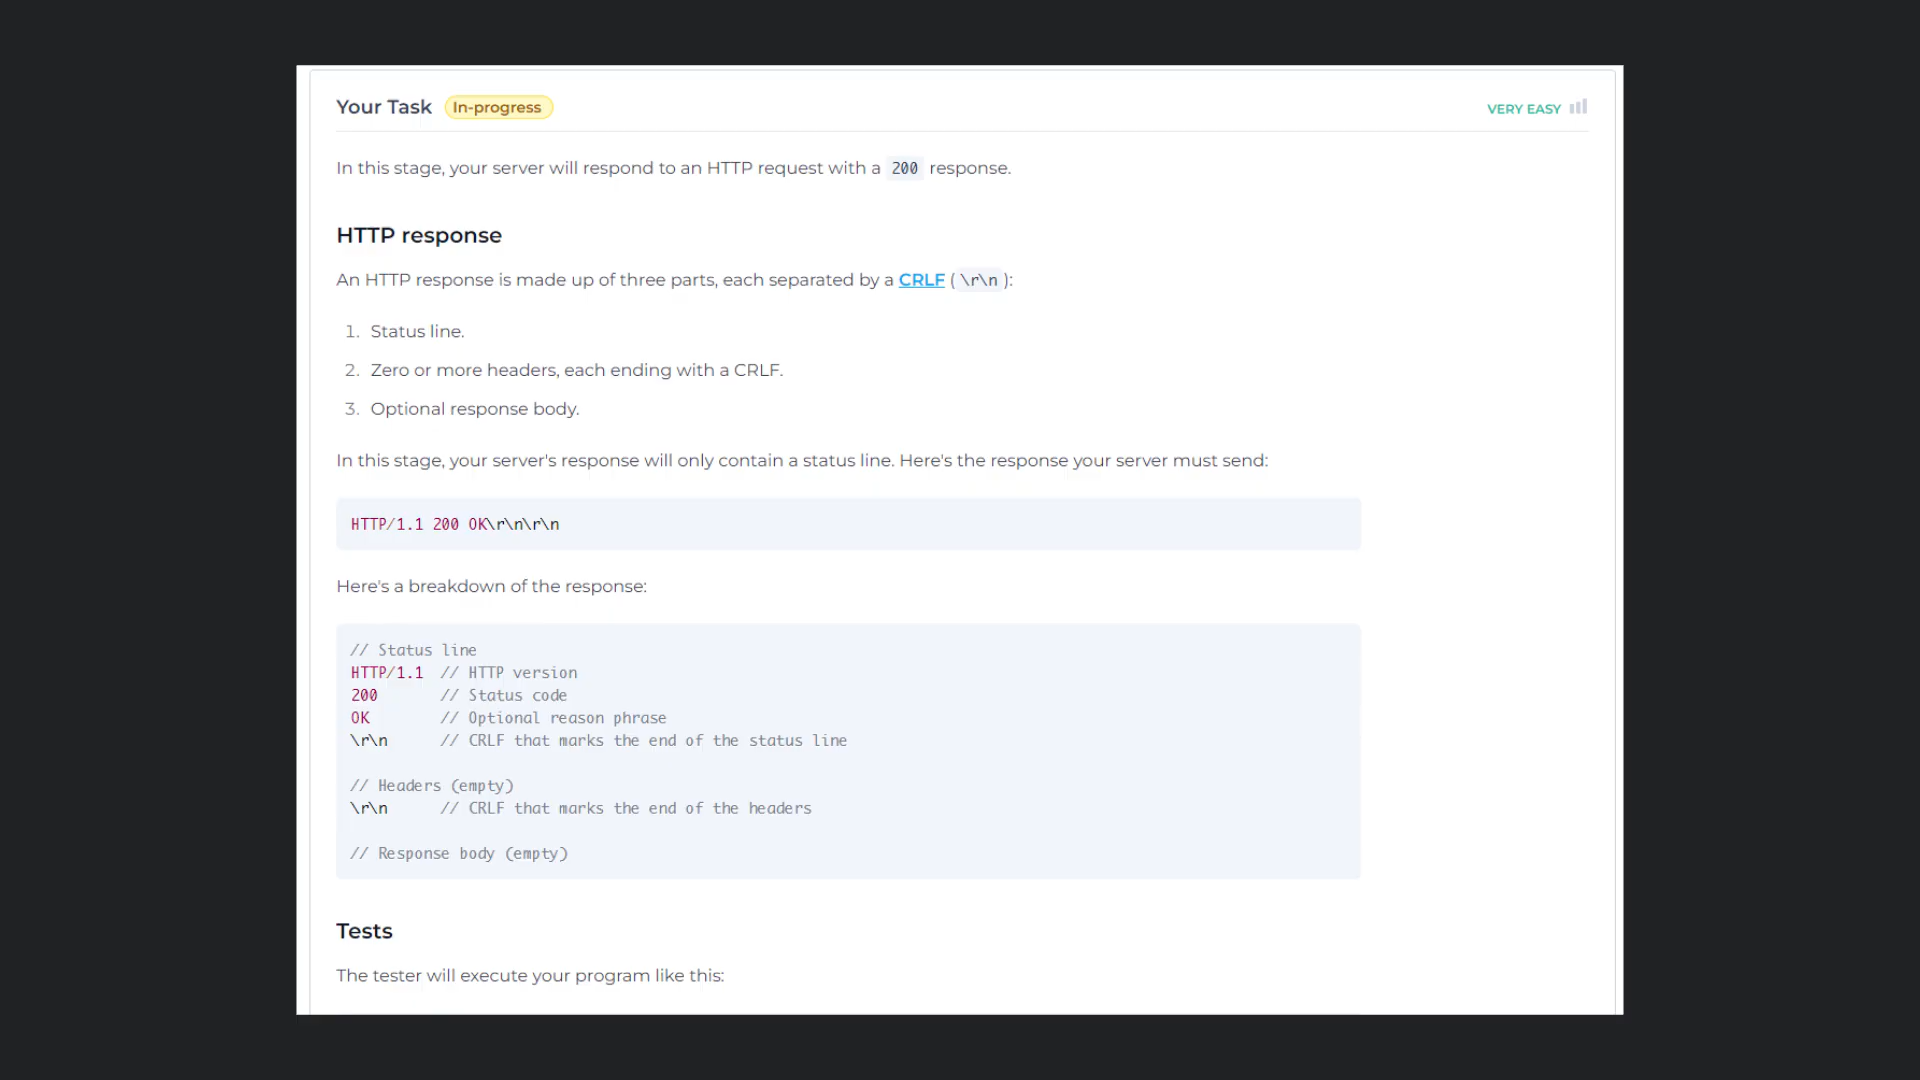 Your Task In-progress VERY EASY
In this stage, your server will respond to an HTTP request with a 200 response.
HTTP response
An HTTP response is made up of three parts, each separated by a CRLF ( \r\n ):
1. Status line.
2. Zero or more headers, each ending with a CRLF.
3. Optional response body.
In this stage, your server's response will only contain a status line. Here's the response your server must send:
HTTP/1.1 200 OK\r\n\r\n
Here's a breakdown of the response:
// Status line
HTTP/1.1 // HTTP version
200 // Status code
OK // Optional reason phrase
\r\n // CRLF that marks the end of the status line
// Headers (empty)
\r\n // CRLF that marks the end of the headers
// Response body (empty)
Tests
The tester will execute your program like this: